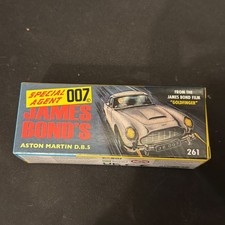 SPECIAL
AGENT 007
JAMES
BOND'S
ASTON MARTIN D.B.5
FROM THE
JAMES BOND FILM
"GOLDFINGER"
261